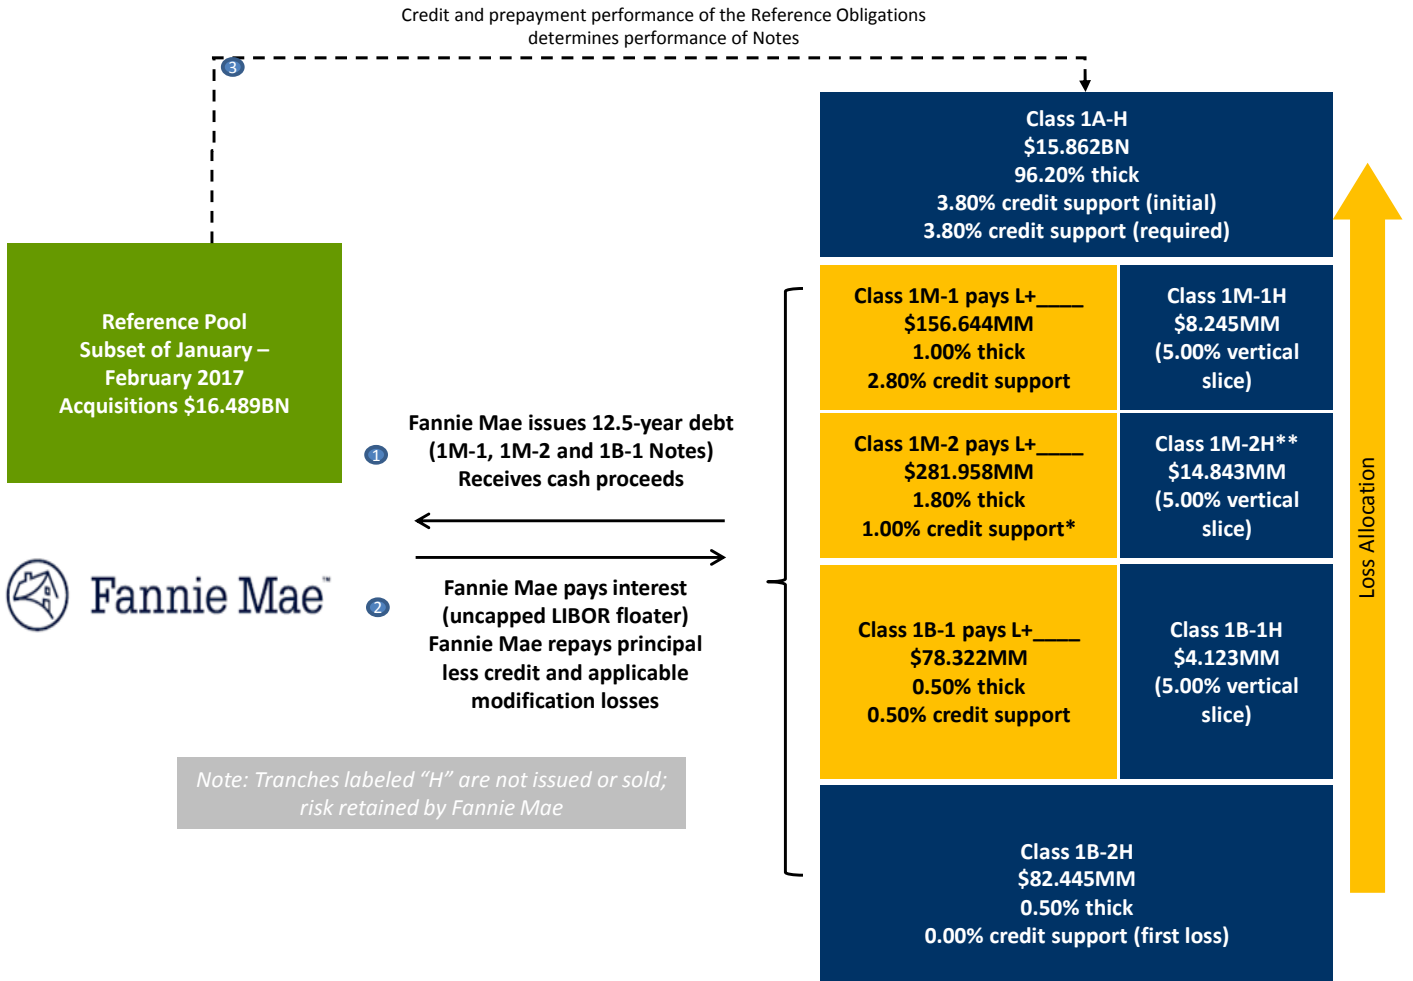 Credit and prepayment performance of the Reference Obligations
determines performance of Notes
3
Class 1A-H
$15.862BN
96.20% thick
3.80% credit support (initial)
3.80% credit support (required)
Reference Pool
Subset of January –
February 2017
Acquisitions $16.489BN
Class 1M-1 pays L+____
$156.644MM
1.00% thick
2.80% credit support
Class 1M-1H
$8.245MM
(5.00% vertical
slice)
1
Fannie Mae issues 12.5-year debt
(1M-1, 1M-2 and 1B-1 Notes)
Receives cash proceeds
Class 1M-2 pays L+____
$281.958MM
1.80% thick
1.00% credit support*
Class 1M-2H**
$14.843MM
(5.00% vertical
slice)
Loss Allocation
Fannie Mae™
2
Fannie Mae pays interest
(uncapped LIBOR floater)
Fannie Mae repays principal
less credit and applicable
modification losses
Class 1B-1 pays L+____
$78.322MM
0.50% thick
0.50% credit support
Class 1B-1H
$4.123MM
(5.00% vertical
slice)
Note: Tranches labeled “H” are not issued or sold;
risk retained by Fannie Mae
Class 1B-2H
$82.445MM
0.50% thick
0.00% credit support (first loss)